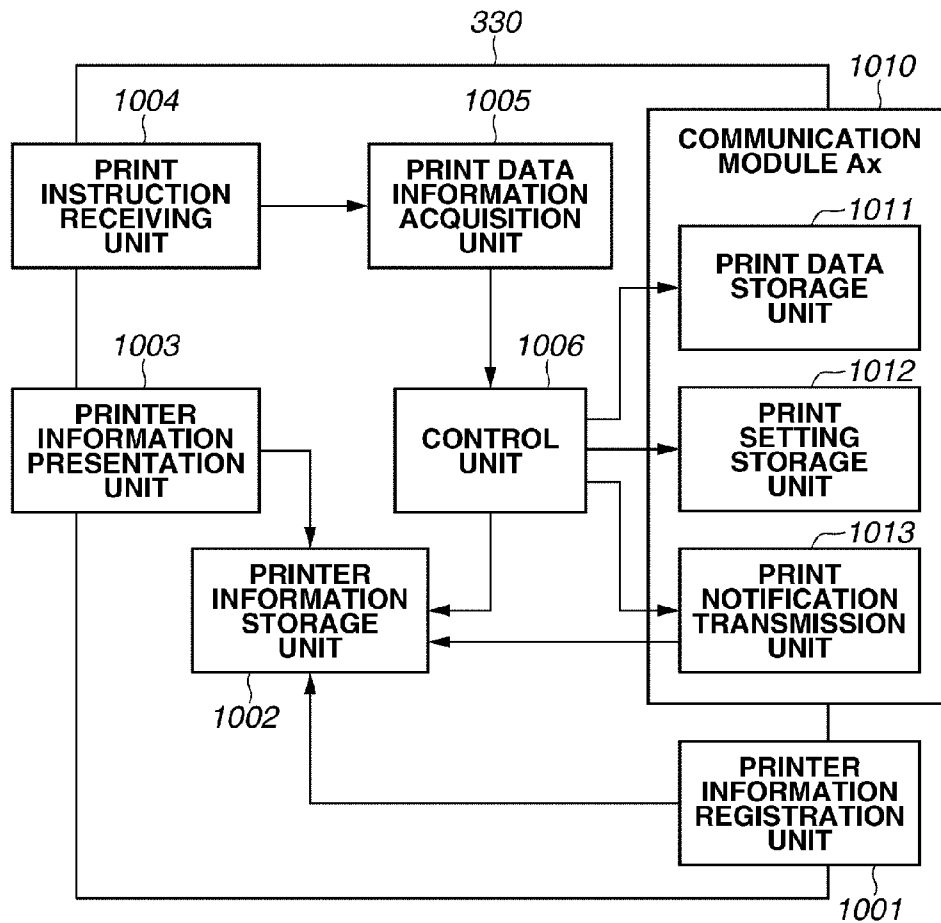 330
1010
1004
1005
PRINT
INSTRUCTION
RECEIVING
UNIT
PRINT DATA
INFORMATION
ACQUISITION
UNIT
COMMUNICATION
MODULE Ax
1011
PRINT DATA
STORAGE
UNIT
1003
1006
1012
PRINTER
INFORMATION
PRESENTATION
UNIT
CONTROL
UNIT
PRINT
SETTING
STORAGE
UNIT
1013
PRINTER
INFORMATION
STORAGE
UNIT
PRINT
NOTIFICATION
TRANSMISSION
UNIT
1002
PRINTER
INFORMATION
REGISTRATION
UNIT
1001